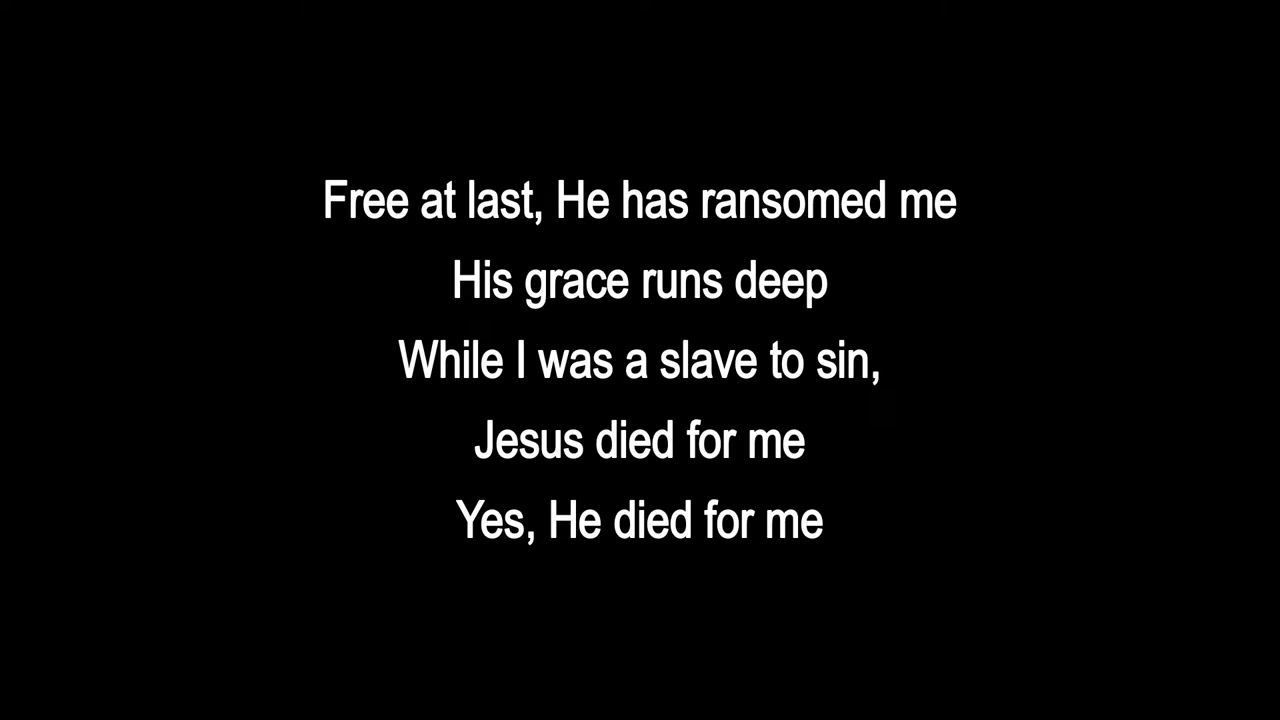 Free at last, He has ransomed me
His grace runs deep
While I was a slave to sin,
Jesus died for me
Yes, He died for me